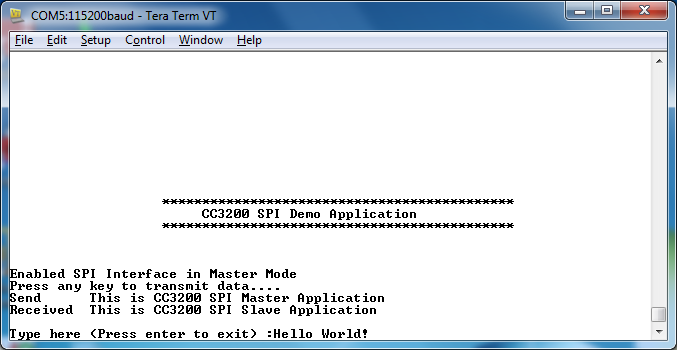 COM5:115200baud - Tera Term VT
File Edit Setup Control Window Help
********************************************
CC3200 SPI Demo Application
********************************************
Enabled SPI Interface in Master Mode
Press any key to transmit data....
Send This is CC3200 SPI Master Application
Received This is CC3200 SPI Slave Application
Type here (Press enter to exit) :Hello World!